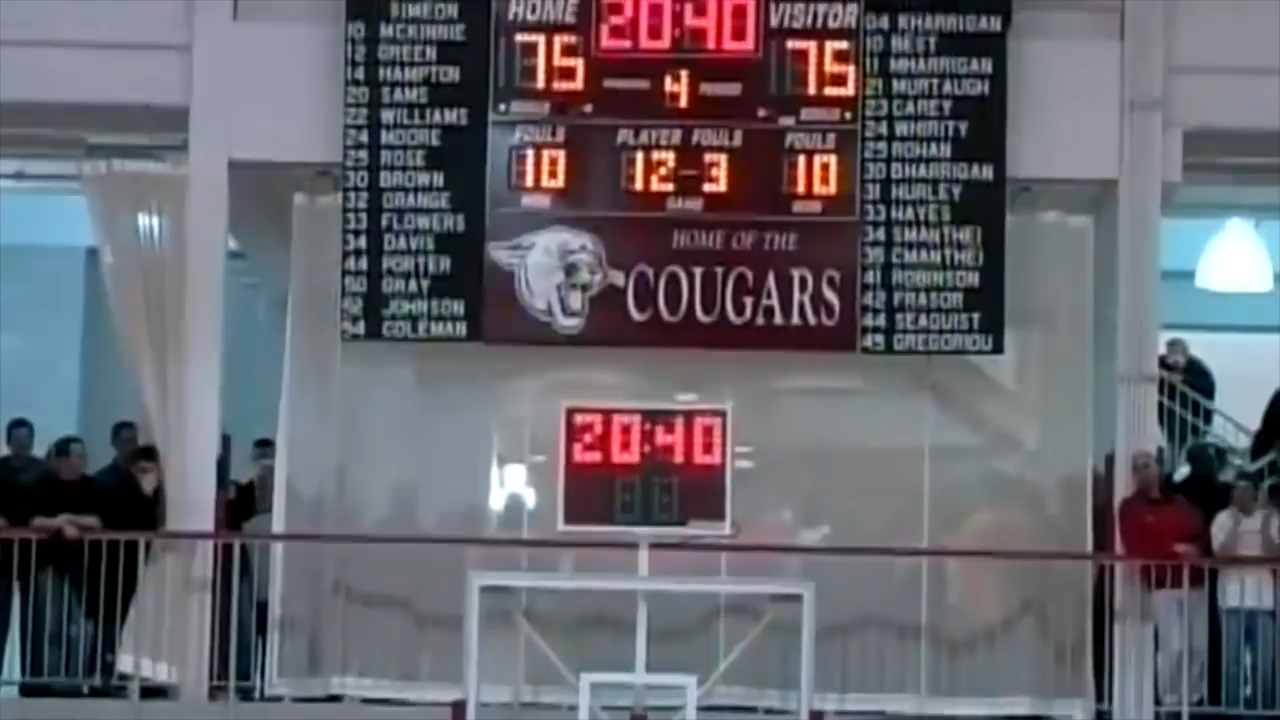 SIMEON
10 MCKINNIE
12 GREEN
14 HAMPTON
20 SAMS
22 WILLIAMS
24 MOORE
25 ROSE
30 BROWN
32 ORANGE
33 FLOWERS
34 DAVIS
44 PORTER
50 GRAY
52 JOHNSON
54 COLEMAN
HOME 20:40 VISITOR
75 75
4 PERIOD
FOULS PLAYER FOULS FOULS
10 12-3 10
GAME
HOME OF THE
COUGARS
04 KHARRIGAN
10 BEST
11 MHARRIGAN
21 MURTAUGH
23 CAREY
24 WHIRITY
25 ROHAN
30 DHARRIGAN
31 HURLEY
33 HAYES
34 SMANTHEI
35 CMANTHEI
41 ROBINSON
42 FRASOR
44 SEAQUIST
45 GREGORIOU
20:40